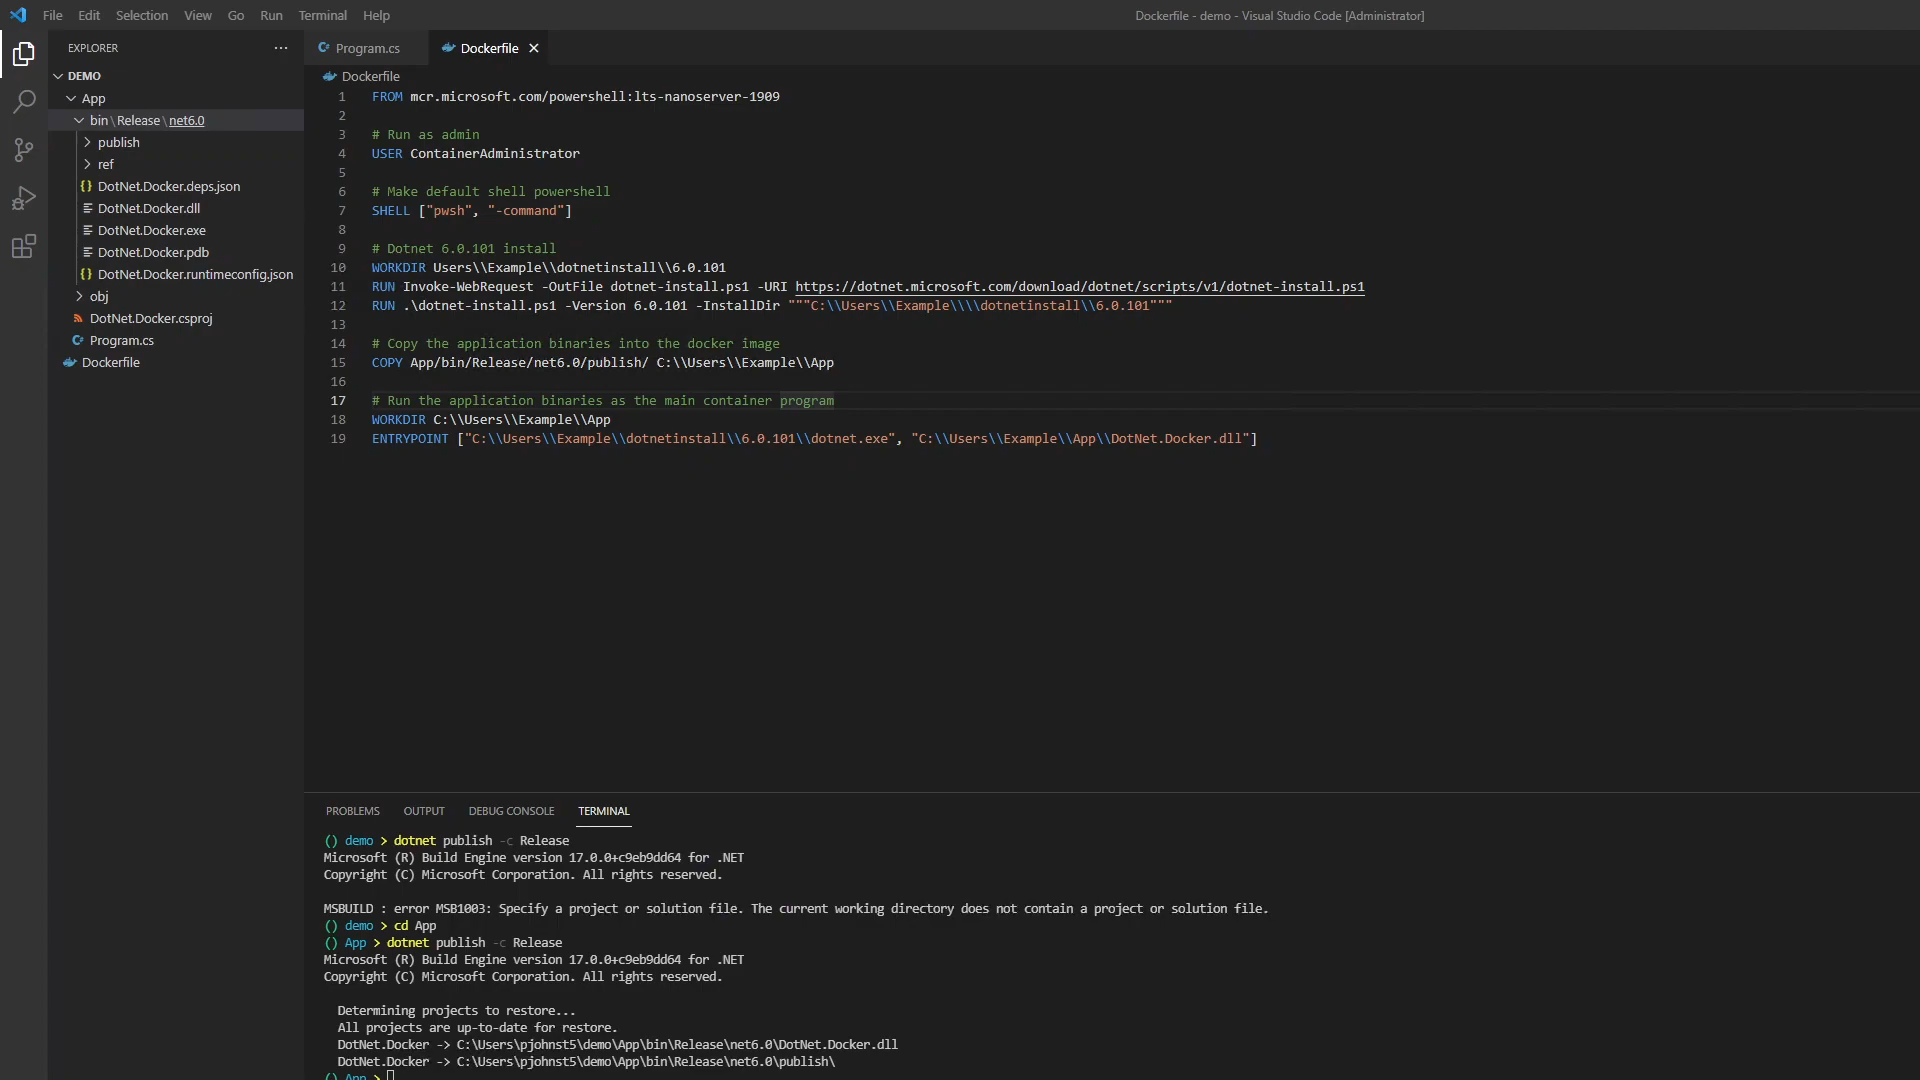 File Edit Selection View Go Run Terminal Help
Dockerfile - demo - Visual Studio Code [Administrator]
EXPLORER
···
DEMO
App
bin\Release\net6.0
publish
ref
{} DotNet.Docker.deps.json
DotNet.Docker.dll
DotNet.Docker.exe
DotNet.Docker.pdb
{} DotNet.Docker.runtimeconfig.json
obj
DotNet.Docker.csproj
C# Program.cs
Dockerfile
C# Program.cs
Dockerfile
Dockerfile
1 FROM mcr.microsoft.com/powershell:lts-nanoserver-1909
2
3 # Run as admin
4 USER ContainerAdministrator
5
6 # Make default shell powershell
7 SHELL ["pwsh", "-command"]
8
9 # Dotnet 6.0.101 install
10 WORKDIR Users\\Example\\dotnetinstall\\6.0.101
11 RUN Invoke-WebRequest -OutFile dotnet-install.ps1 -URI https://dotnet.microsoft.com/download/dotnet/scripts/v1/dotnet-install.ps1
12 RUN .\dotnet-install.ps1 -Version 6.0.101 -InstallDir """C:\\Users\\Example\\\\dotnetinstall\\6.0.101"""
13
14 # Copy the application binaries into the docker image
15 COPY App/bin/Release/net6.0/publish/ C:\\Users\\Example\\App
16
17 # Run the application binaries as the main container program
18 WORKDIR C:\\Users\\Example\\App
19 ENTRYPOINT ["C:\\Users\\Example\\dotnetinstall\\6.0.101\\dotnet.exe", "C:\\Users\\Example\\App\\DotNet.Docker.dll"]
PROBLEMS OUTPUT DEBUG CONSOLE TERMINAL
() demo > dotnet publish -c Release
Microsoft (R) Build Engine version 17.0.0+c9eb9dd64 for .NET
Copyright (C) Microsoft Corporation. All rights reserved.
MSBUILD : error MSB1003: Specify a project or solution file. The current working directory does not contain a project or solution file.
() demo > cd App
() App > dotnet publish -c Release
Microsoft (R) Build Engine version 17.0.0+c9eb9dd64 for .NET
Copyright (C) Microsoft Corporation. All rights reserved.
Determining projects to restore...
All projects are up-to-date for restore.
DotNet.Docker -> C:\Users\pjohnst5\demo\App\bin\Release\net6.0\DotNet.Docker.dll
DotNet.Docker -> C:\Users\pjohnst5\demo\App\bin\Release\net6.0\publish\
() App >